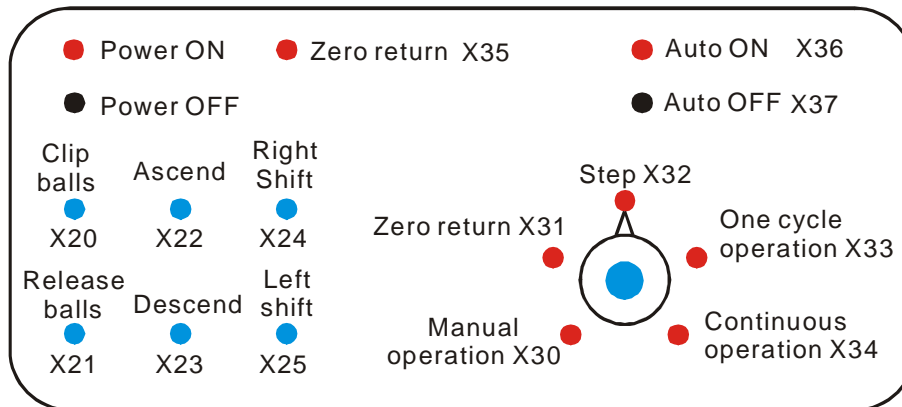 Power ON
Zero return X35
Auto ON X36
Power OFF
Auto OFF X37
Clip
balls
X20
Ascend
X22
Right
Shift
X24
Release
balls
X21
Descend
X23
Left
shift
X25
Step X32
Zero return X31
One cycle
operation X33
Manual
operation X30
Continuous
operation X34